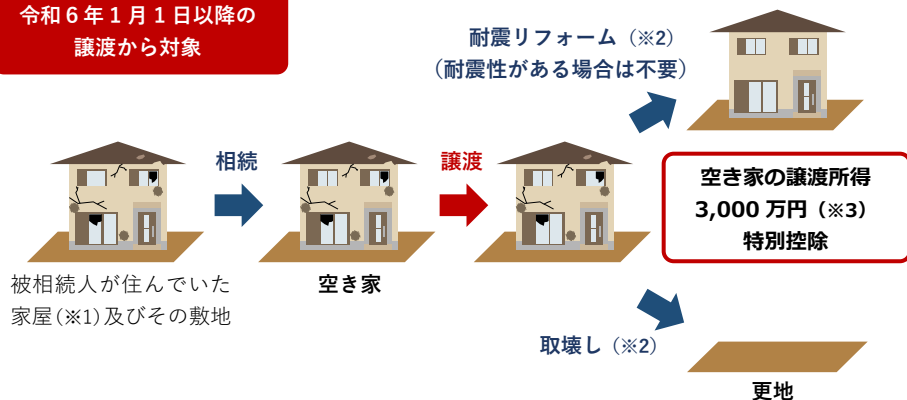 令和６年１月１日以降の
譲渡から対象
耐震リフォーム（※2）
（耐震性がある場合は不要）
相続
譲渡
空き家の譲渡所得
3,000 万円（※3）
特別控除
被相続人が住んでいた
家屋(※1)及びその敷地
空き家
取壊し（※2）
更地